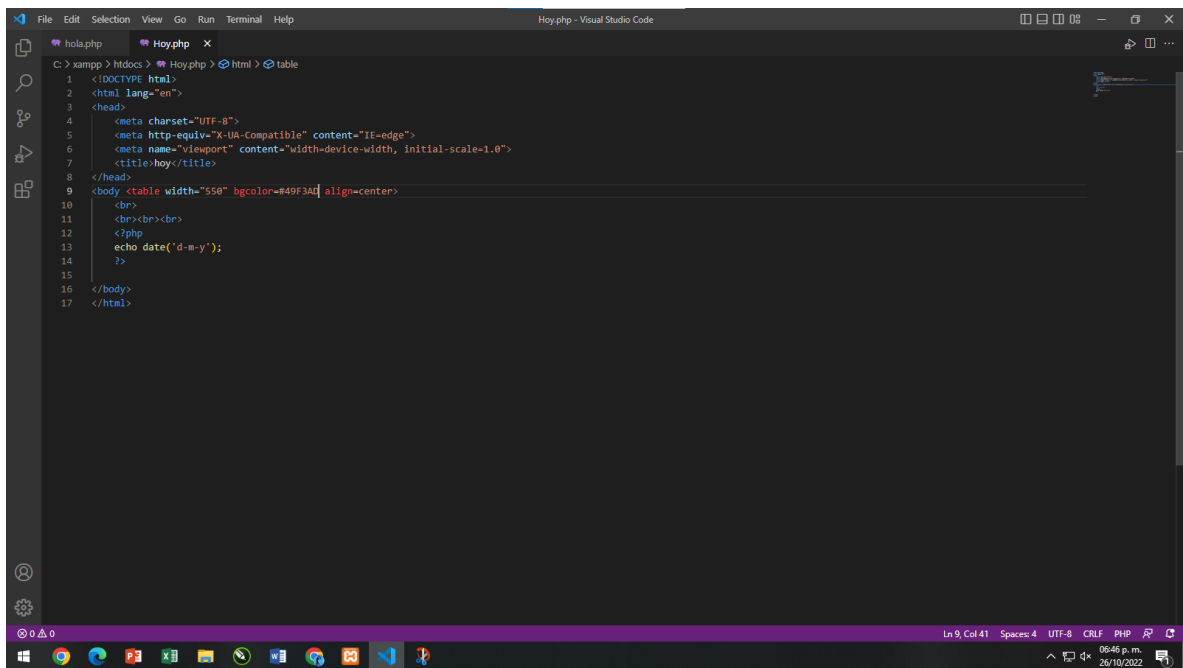 File Edit Selection View Go Run Terminal Help Hoy.php - Visual Studio Code
hola.php Hoy.php
C: > xampp > htdocs > Hoy.php > html > table
1 <!DOCTYPE html>
2 <html lang="en">
3 <head>
4 <meta charset="UTF-8">
5 <meta http-equiv="X-UA-Compatible" content="IE=edge">
6 <meta name="viewport" content="width=device-width, initial-scale=1.0">
7 <title>hoy</title>
8 </head>
9 <body <table width="550" bgcolor=#49F3AD align=center>
10 <br>
11 <br><br><br>
12 <?php
13 echo date('d-m-y');
14 ?>
15
16 </body>
17 </html>
0 0 Ln 9, Col 41 Spaces: 4 UTF-8 CRLF PHP
06:46 p. m.
26/10/2022
1